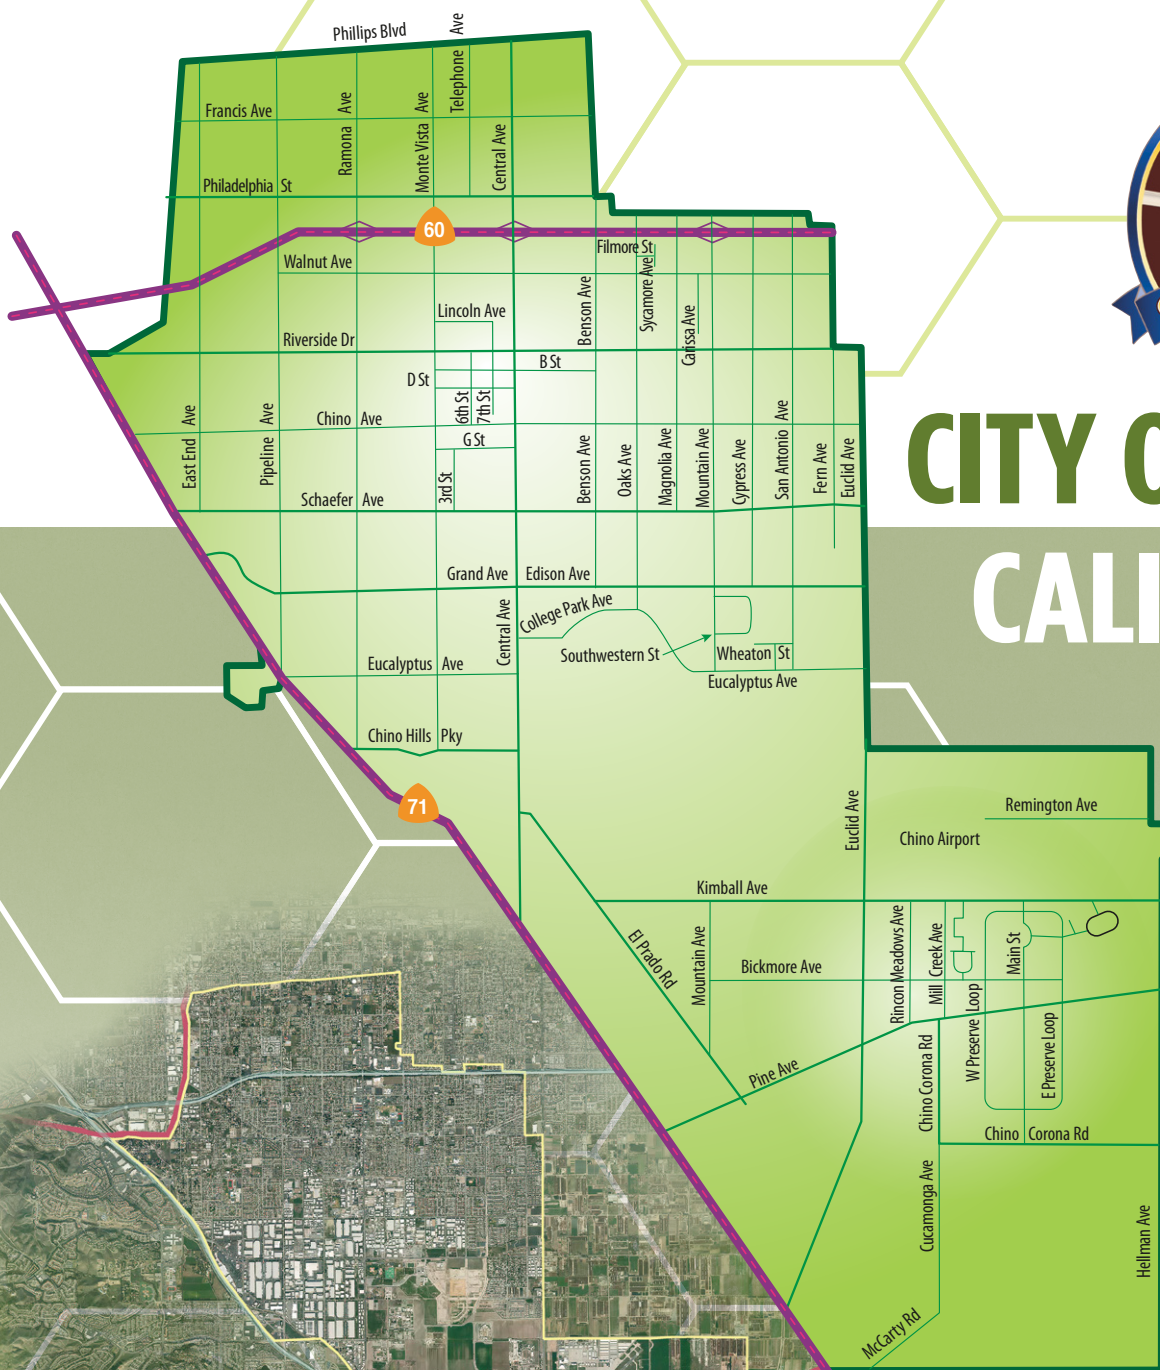 Phillips Blvd
Telephone Ave
Francis Ave
Ramona Ave
Monte Vista Ave
Central Ave
Philadelphia St
60
Filmore St
Walnut Ave
Sycamore Ave
Benson Ave
Carissa Ave
Lincoln Ave
Riverside Dr
B St
D St
6th St
7th St
East End Ave
Pipeline Ave
Chino Ave
G St
3rd St
Benson Ave
Oaks Ave
Magnolia Ave
Mountain Ave
Cypress Ave
San Antonio Ave
Fern Ave
Euclid Ave
CITY O
Schaefer Ave
Grand Ave
Edison Ave
CALI
Central Ave
College Park Ave
Southwestern St
Wheaton St
Eucalyptus Ave
Eucalyptus Ave
Chino Hills Pky
71
Euclid Ave
Remington Ave
Chino Airport
Kimball Ave
El Prado Rd
Mountain Ave
Bickmore Ave
Rincon Meadows Ave
Mill Creek Ave
Main St
W Preserve Loop
E Preserve Loop
Pine Ave
Chino Corona Rd
Chino Corona Rd
Cucamonga Ave
Hellman Ave
McCarty Rd